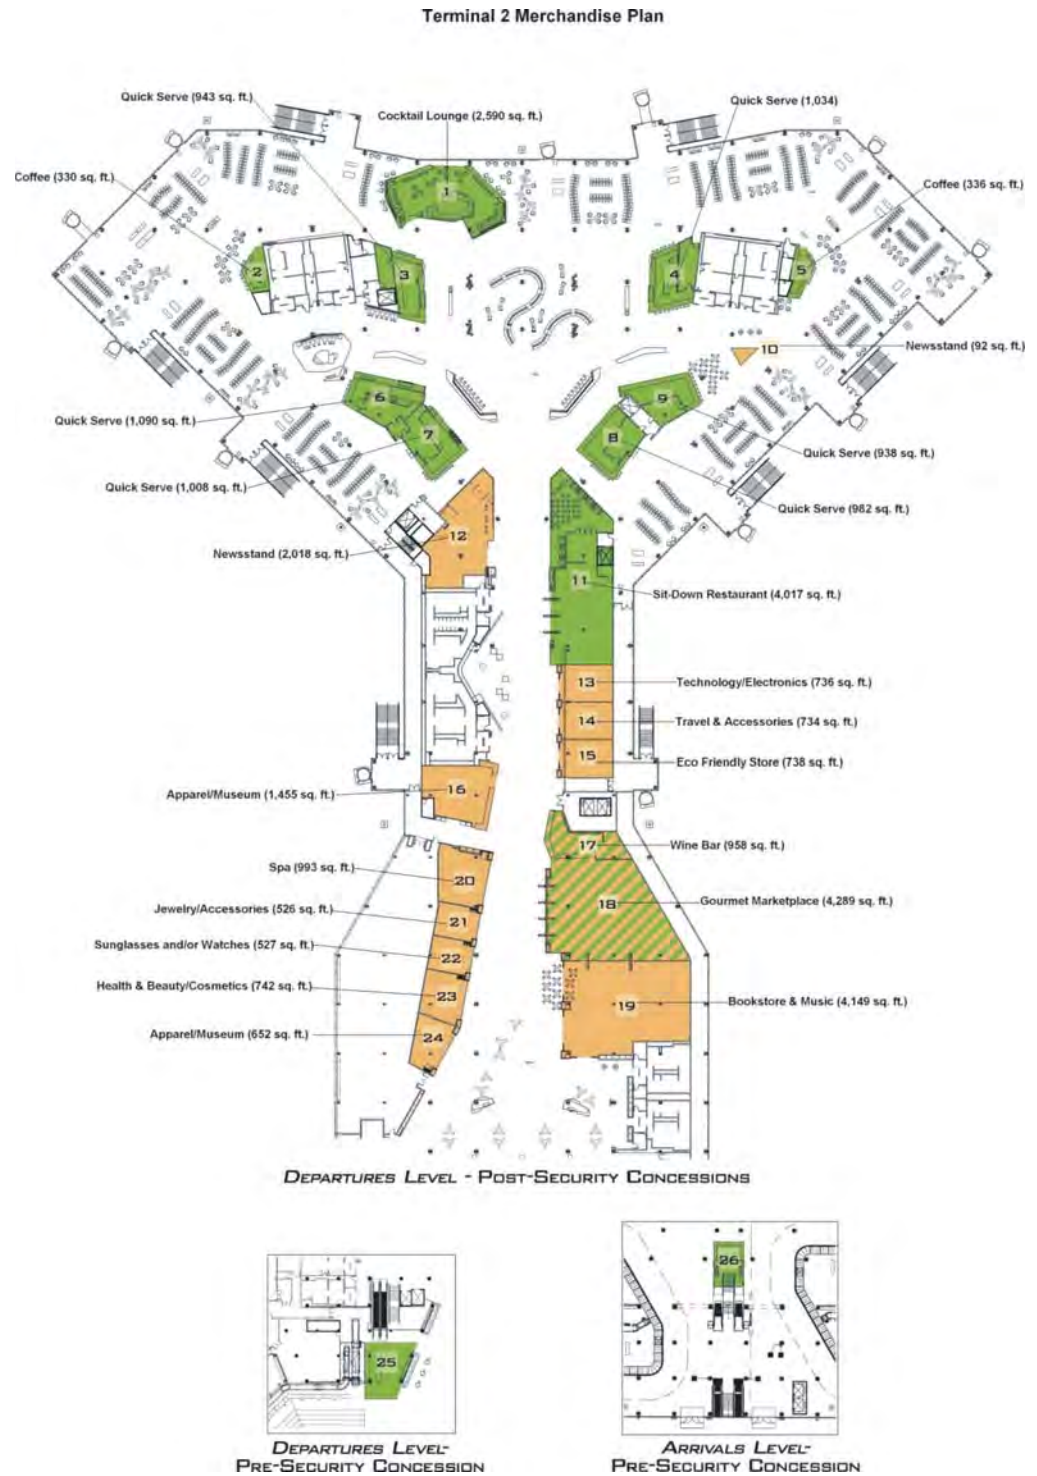 Terminal 2 Merchandise Plan
Quick Serve (943 sq. ft.)
Cocktail Lounge (2,590 sq. ft.)
Quick Serve (1,034)
Coffee (330 sq. ft.)
Coffee (336 sq. ft.)
1
2
3
4
5
10
Newsstand (92 sq. ft.)
6
9
Quick Serve (1,090 sq. ft.)
7
8
Quick Serve (938 sq. ft.)
Quick Serve (1,008 sq. ft.)
Quick Serve (982 sq. ft.)
12
Newsstand (2,018 sq. ft.)
11
Sit-Down Restaurant (4,017 sq. ft.)
13
Technology/Electronics (736 sq. ft.)
14
Travel & Accessories (734 sq. ft.)
15
Eco Friendly Store (738 sq. ft.)
16
Apparel/Museum (1,455 sq. ft.)
17
Wine Bar (958 sq. ft.)
Spa (993 sq. ft.)
20
Jewelry/Accessories (526 sq. ft.)
21
18
Gourmet Marketplace (4,289 sq. ft.)
Sunglasses and/or Watches (527 sq. ft.)
22
Health & Beauty/Cosmetics (742 sq. ft.)
23
19
Bookstore & Music (4,149 sq. ft.)
Apparel/Museum (652 sq. ft.)
24
Departures Level - Post-Security Concessions
25
Departures Level-
Pre-Security Concession
26
Arrivals Level-
Pre-Security Concession